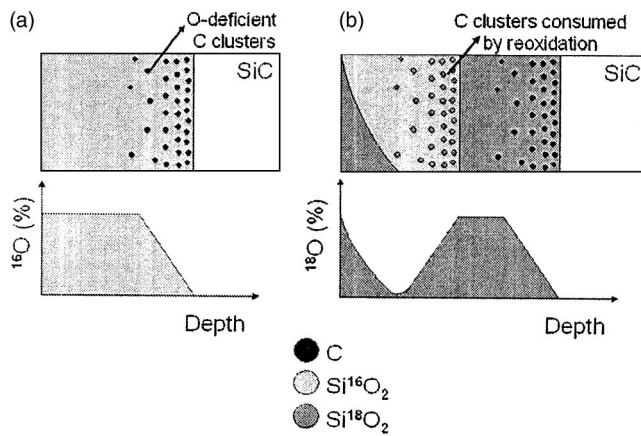 (a)
O-deficient
C clusters
SiC
¹⁶O (%)
Depth
(b)
C clusters consumed
by reoxidation
SiC
¹⁸O (%)
Depth
C
Si¹⁶O₂
Si¹⁸O₂